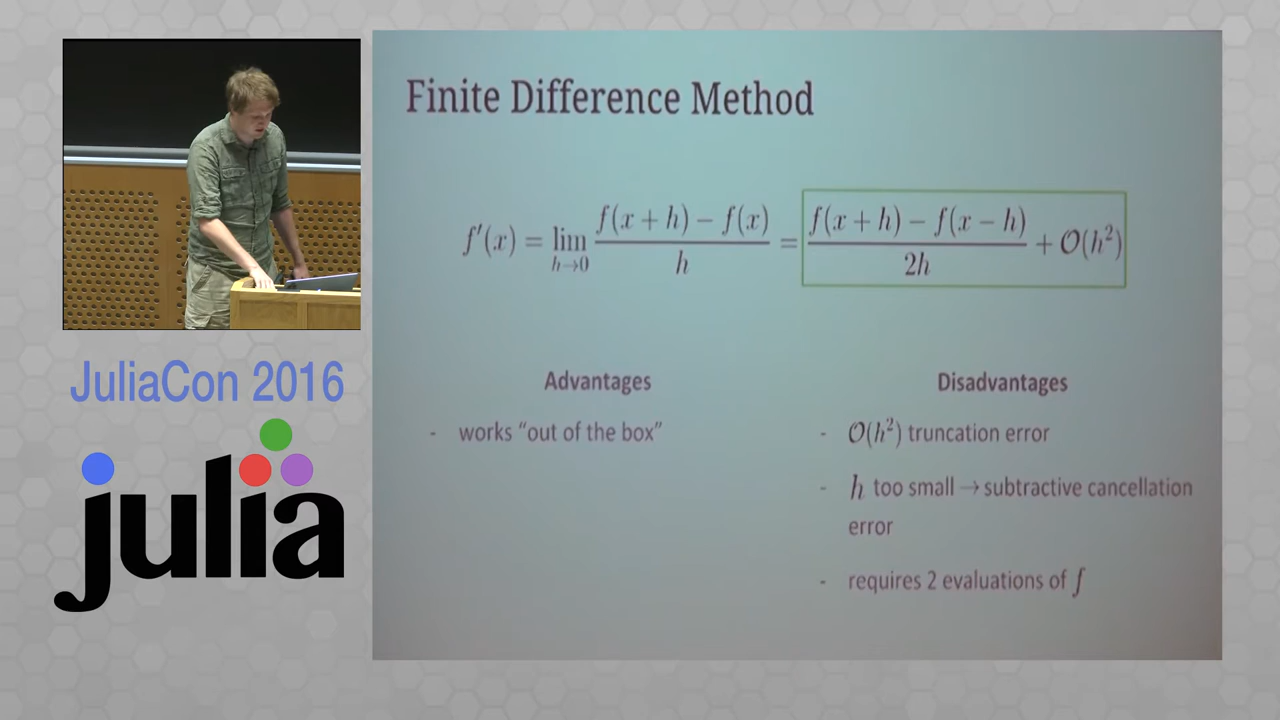 Finite Difference Method
f′(x) = lim h→0 f(x + h) − f(x) / h = f(x + h) − f(x − h) / 2h + O(h²)
Advantages
- works “out of the box”
Disadvantages
- O(h²) truncation error
- h too small → subtractive cancellation
error
- requires 2 evaluations of f
JuliaCon 2016
julia